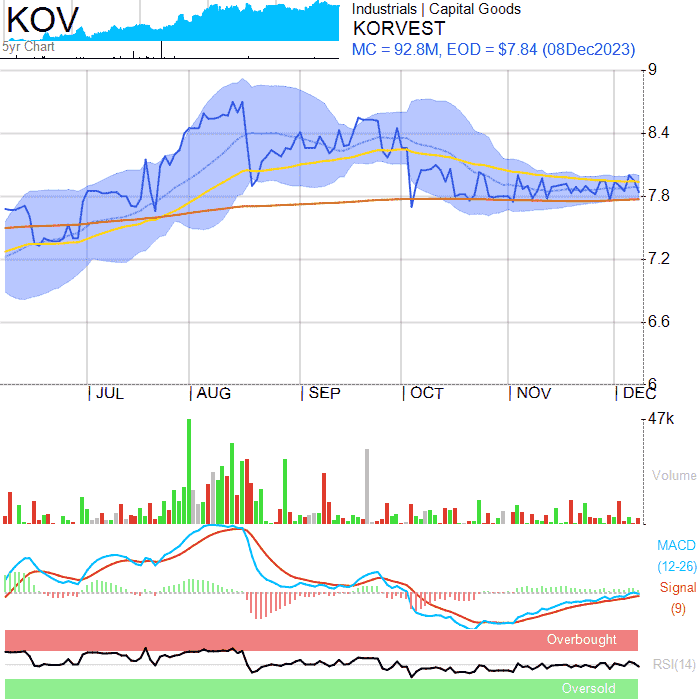 KOV
5yr Chart
Industrials | Capital Goods
KORVEST
MC = 92.8M, EOD = $7.84 (08Dec2023)
9
8.4
7.8
7.2
6.6
6
JUL AUG SEP OCT NOV DEC
47k
Volume
MACD
(12-26)
Signal
(9)
Overbought
RSI(14)
Oversold